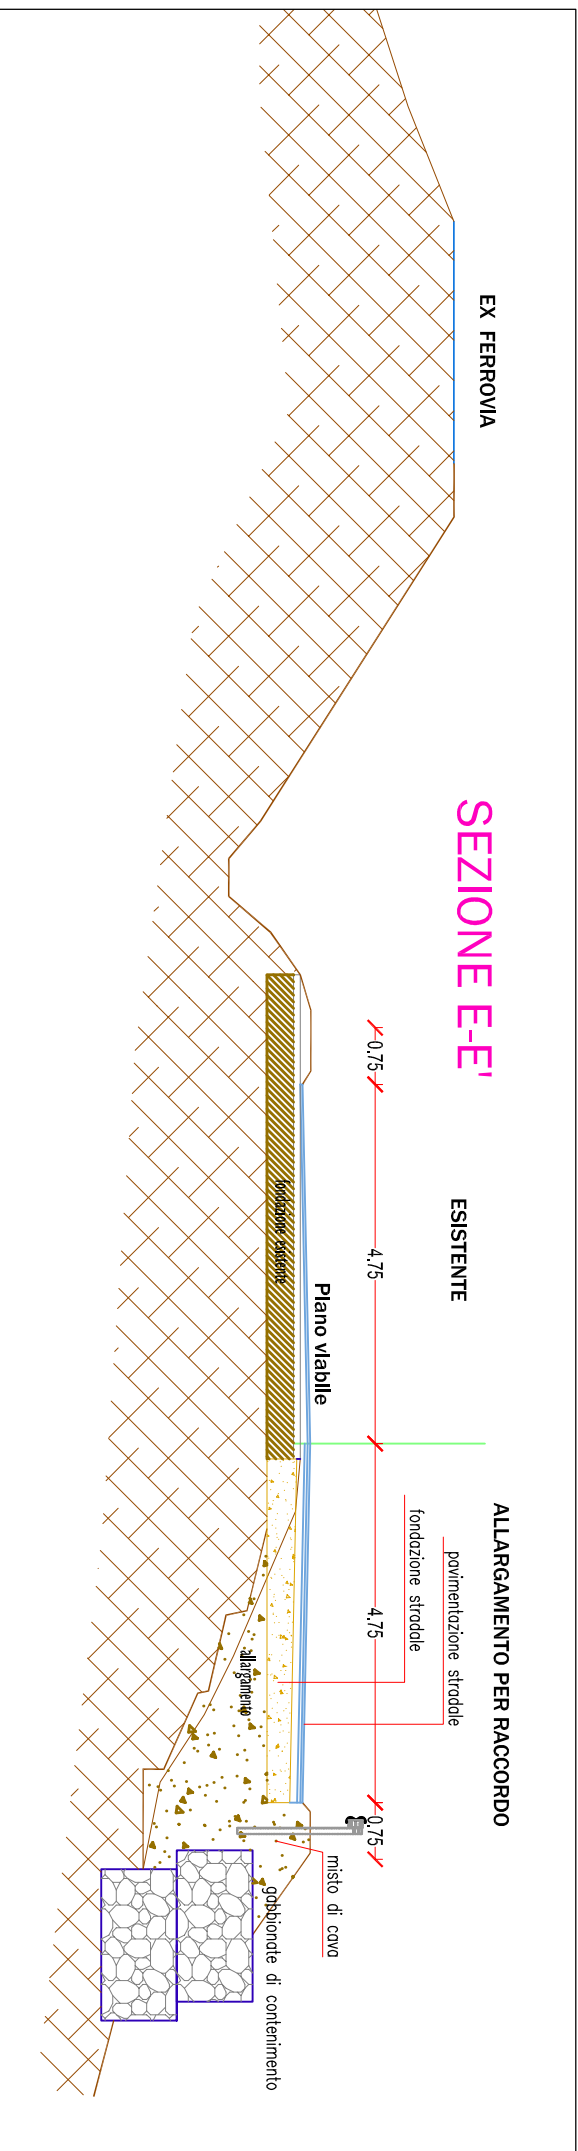 EX FERROVIA
SEZIONE E-E'
ESISTENTE
ALLARGAMENTO PER RACCORDO
0.75
4.75
4.75
0.75
Piano viabile
fondazione esistente
fondazione stradale
pavimentazione stradale
allargamento
misto di cava
gabbionate di contenimento